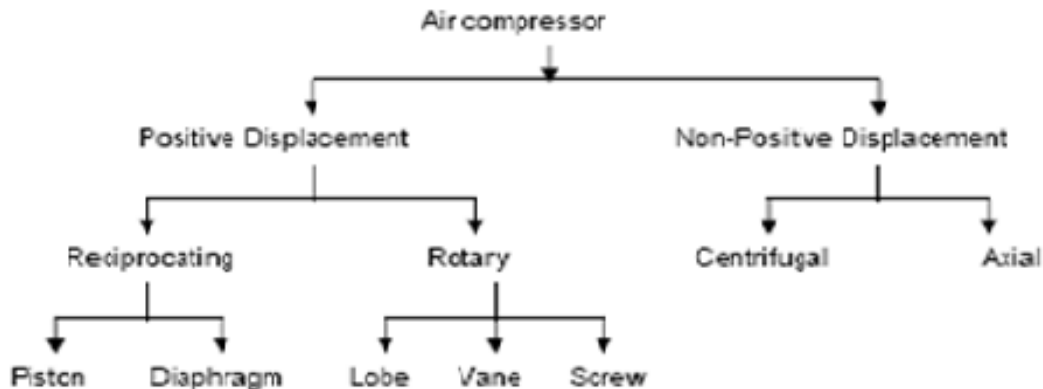 Air compressor
Positive Displacement Non-Positve Displacement
Reciprocating Rotary Centrifugal Axial
Piston Diaphragm Lobe Vane Screw